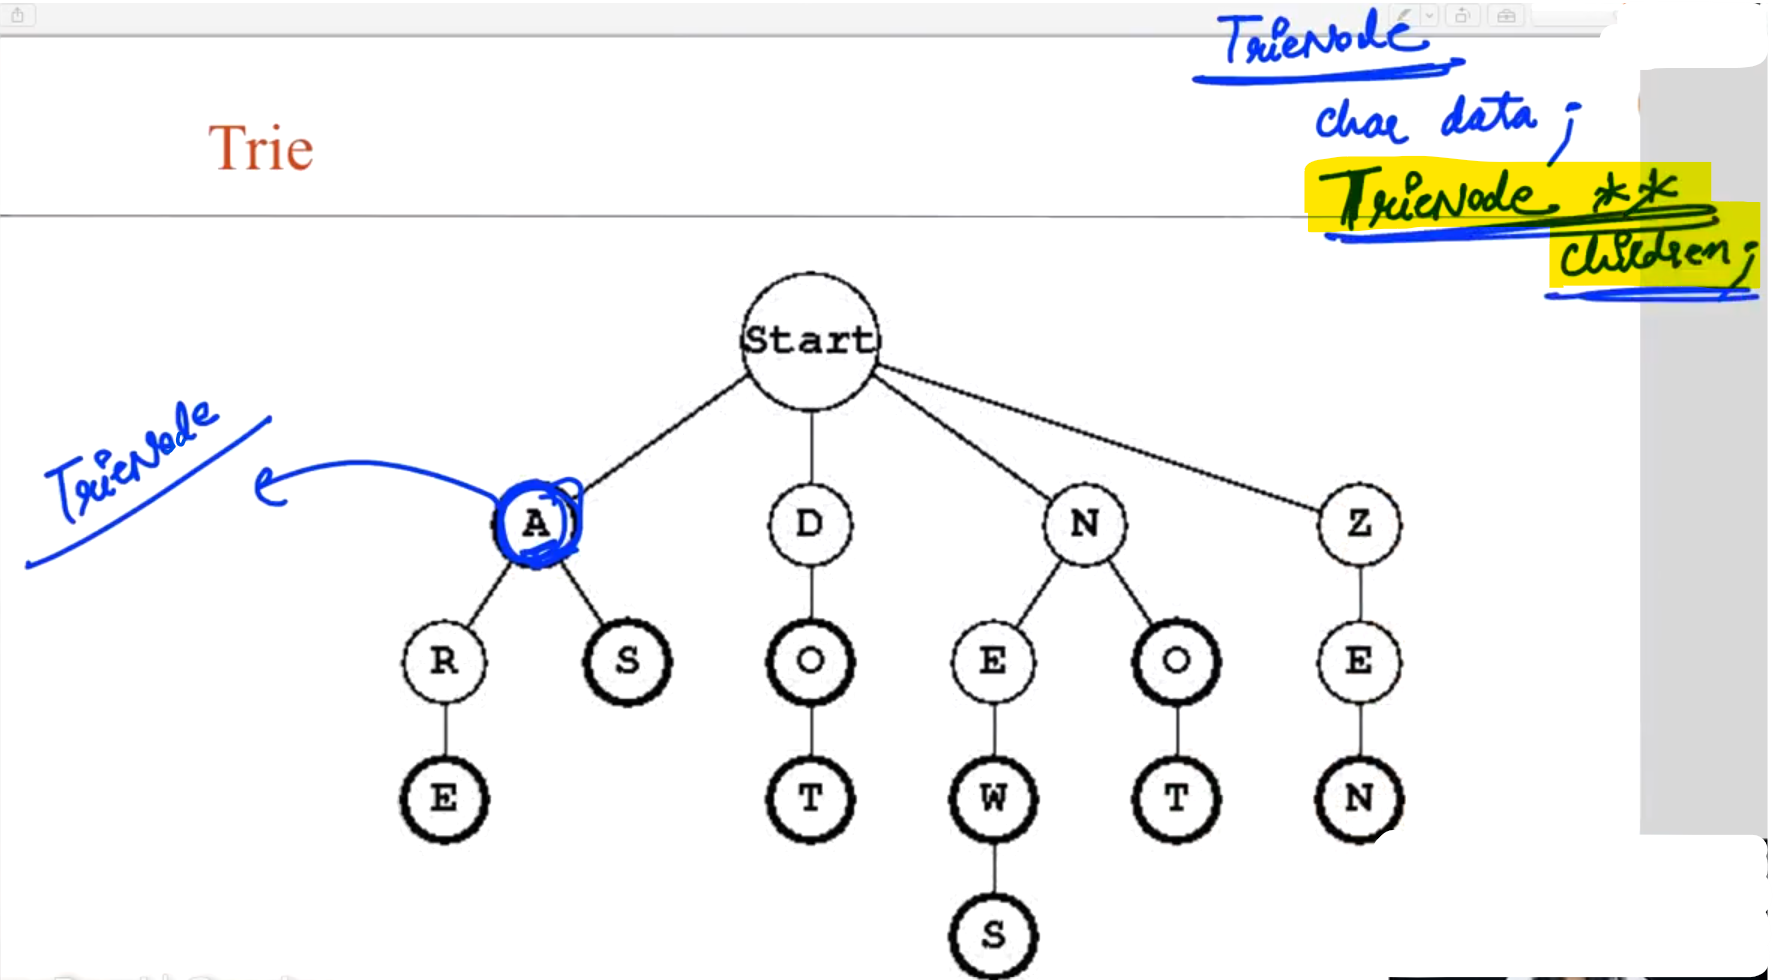 TrieNode
char data;
Trie
TrieNode **
children;
Start
TrieNode
A D N Z
R S O E O E
E T W T N
S